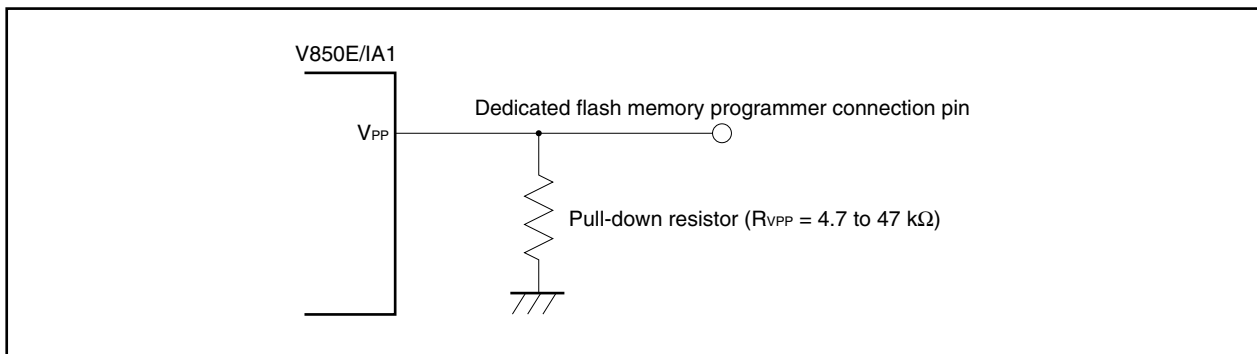 V850E/IA1
Dedicated flash memory programmer connection pin
VPP
Pull-down resistor (RVPP = 4.7 to 47 kΩ)